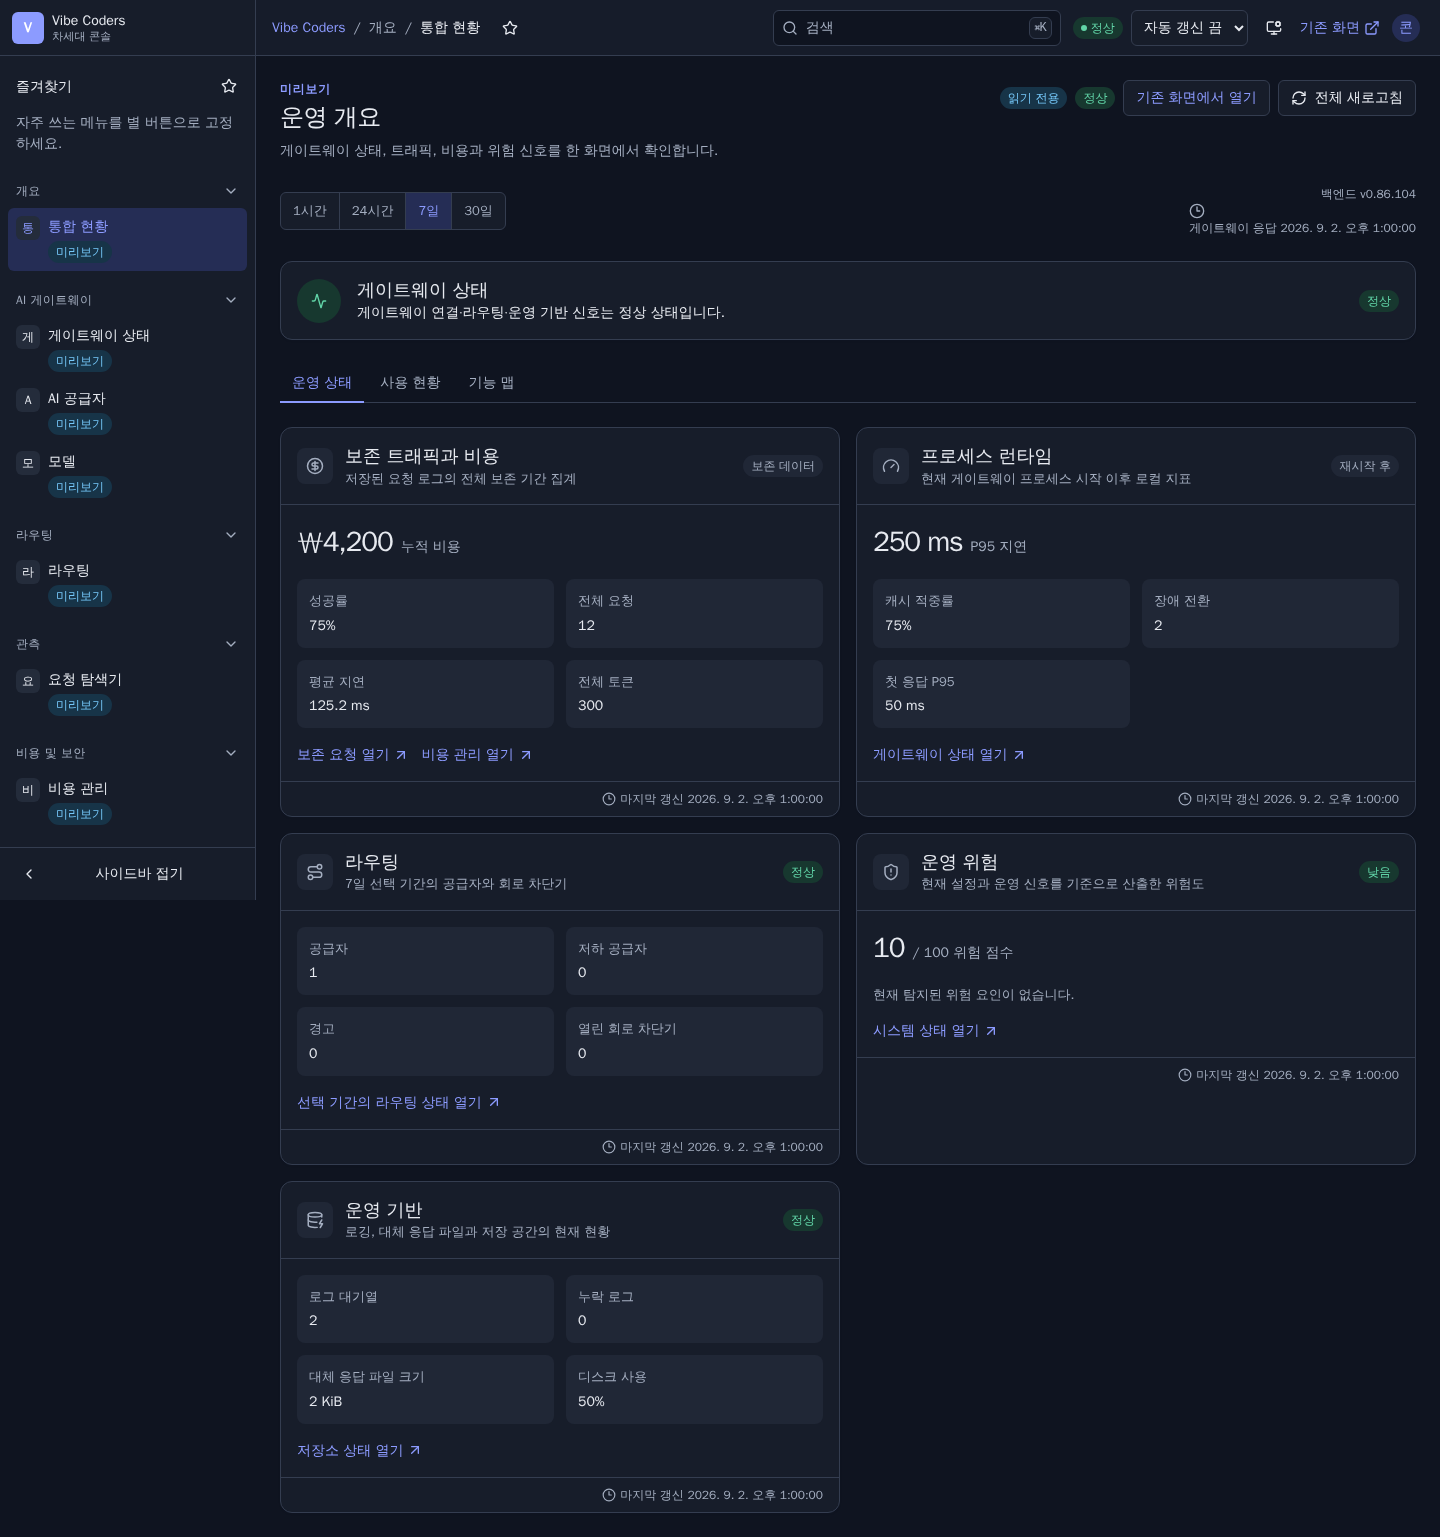 V
Vibe Coders
차세대 콘솔
Vibe Coders / 개요 / 통합 현황
검색
⌘K
정상
자동 갱신 끔
기존 화면
콘
즐겨찾기
자주 쓰는 메뉴를 별 버튼으로 고정
하세요.
개요
통 통합 현황
미리보기
AI 게이트웨이
게 게이트웨이 상태
미리보기
A AI 공급자
미리보기
모 모델
미리보기
라우팅
라 라우팅
미리보기
관측
요 요청 탐색기
미리보기
비용 및 보안
비 비용 관리
미리보기
사이드바 접기
미리보기
운영 개요
게이트웨이 상태, 트래픽, 비용과 위험 신호를 한 화면에서 확인합니다.
읽기 전용
정상
기존 화면에서 열기
전체 새로고침
1시간
24시간
7일
30일
백엔드 v0.86.104
게이트웨이 응답 2026. 9. 2. 오후 1:00:00
게이트웨이 상태
게이트웨이 연결·라우팅·운영 기반 신호는 정상 상태입니다.
정상
운영 상태
사용 현황
기능 맵
보존 트래픽과 비용
저장된 요청 로그의 전체 보존 기간 집계
보존 데이터
₩4,200 누적 비용
성공률
75%
전체 요청
12
평균 지연
125.2 ms
전체 토큰
300
보존 요청 열기
비용 관리 열기
마지막 갱신 2026. 9. 2. 오후 1:00:00
프로세스 런타임
현재 게이트웨이 프로세스 시작 이후 로컬 지표
재시작 후
250 ms P95 지연
캐시 적중률
75%
장애 전환
2
첫 응답 P95
50 ms
게이트웨이 상태 열기
마지막 갱신 2026. 9. 2. 오후 1:00:00
라우팅
7일 선택 기간의 공급자와 회로 차단기
정상
공급자
1
저하 공급자
0
경고
0
열린 회로 차단기
0
선택 기간의 라우팅 상태 열기
마지막 갱신 2026. 9. 2. 오후 1:00:00
운영 위험
현재 설정과 운영 신호를 기준으로 산출한 위험도
낮음
10 / 100 위험 점수
현재 탐지된 위험 요인이 없습니다.
시스템 상태 열기
마지막 갱신 2026. 9. 2. 오후 1:00:00
운영 기반
로깅, 대체 응답 파일과 저장 공간의 현재 현황
정상
로그 대기열
2
누락 로그
0
대체 응답 파일 크기
2 KiB
디스크 사용
50%
저장소 상태 열기
마지막 갱신 2026. 9. 2. 오후 1:00:00